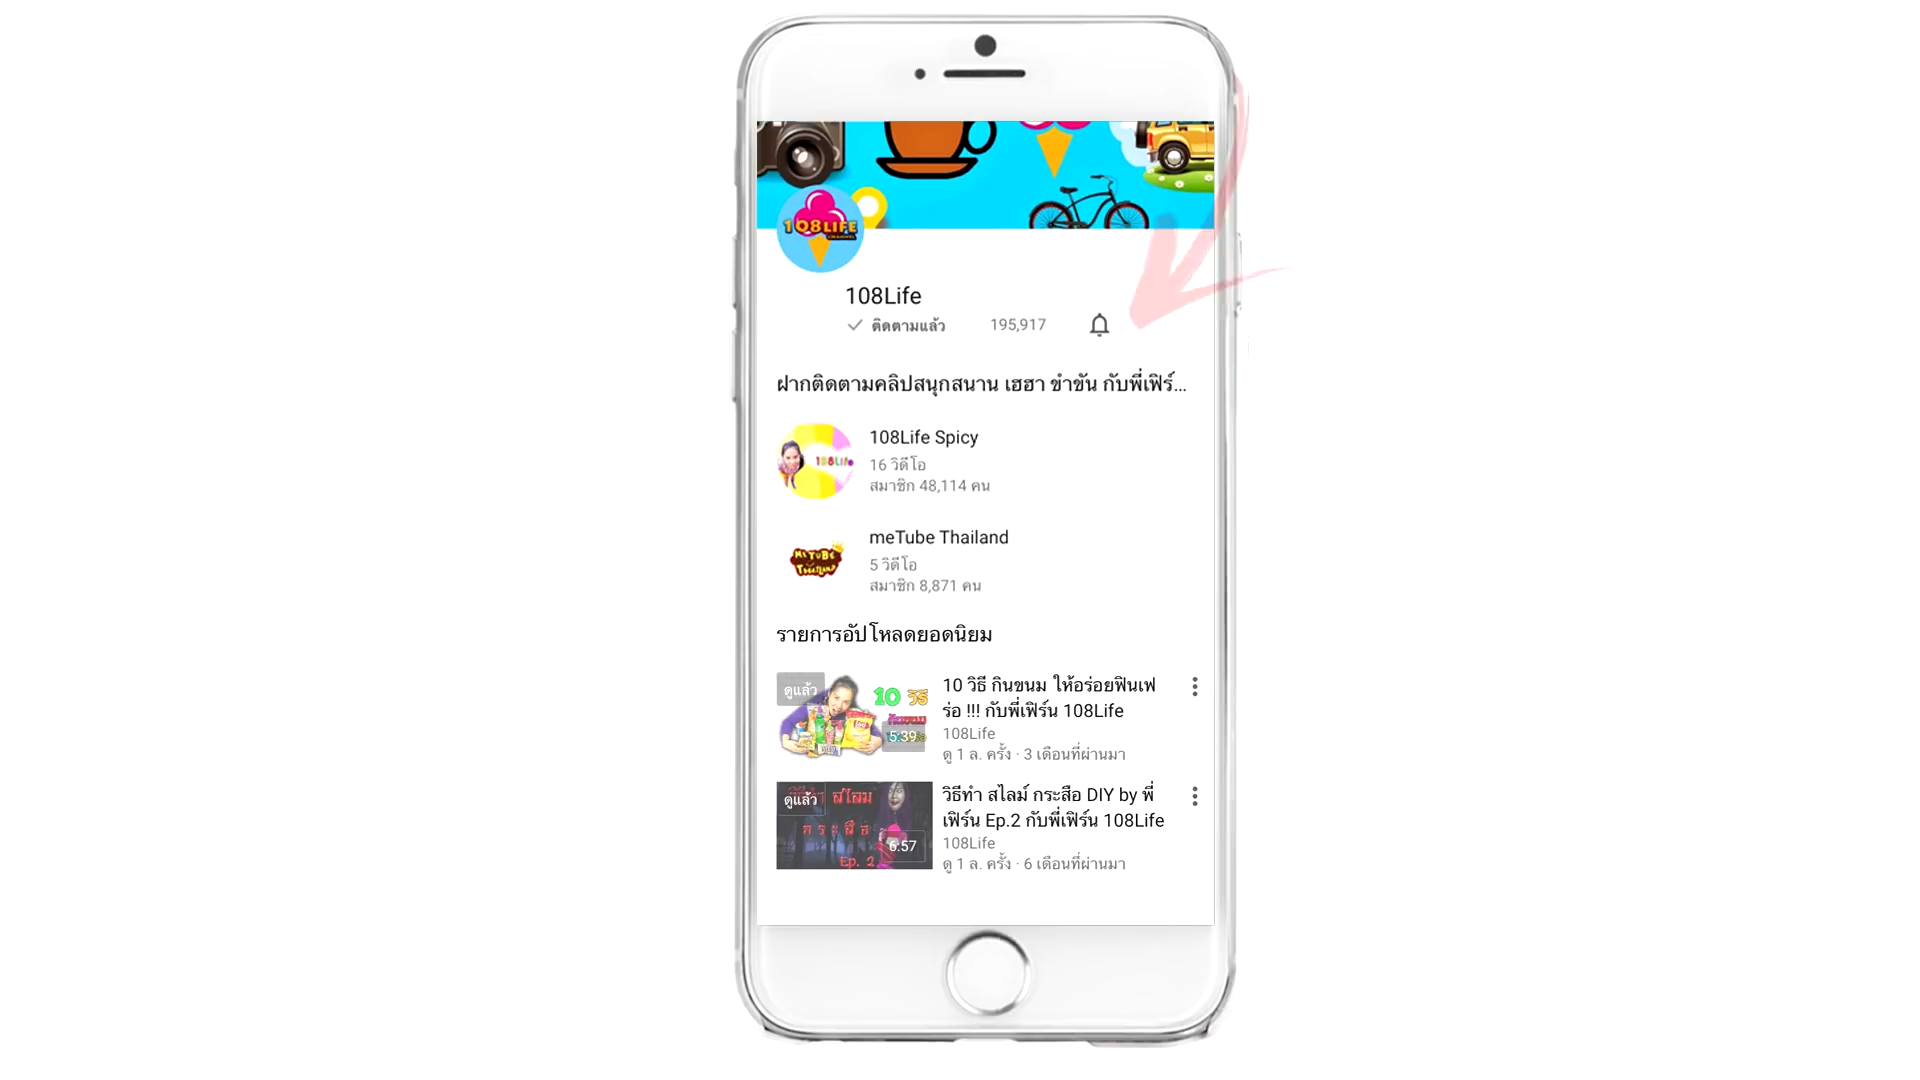 108LIFE
CHANNEL
108Life
ติดตามแล้ว 195,917
ฝากติดตามคลิปสนุกสนาน เฮฮา ขำขัน กับพี่เฟิร์...
108Life
108Life Spicy
16 วิดีโอ
สมาชิก 48,114 คน
METUBE
THAILAND
meTube Thailand
5 วิดีโอ
สมาชิก 8,871 คน
รายการอัปโหลดยอดนิยม
ดูแล้ว
10 วิธี
5:39
10 วิธี กินขนม ให้อร่อยฟินเฟ
ร่อ !!! กับพี่เฟิร์น 108Life
108Life
ดู 1 ล. ครั้ง · 3 เดือนที่ผ่านมา
ดูแล้ว
สไลม์
กระสือ
Ep. 2
6:57
วิธีทำ สไลม์ กระสือ DIY by พี่
เฟิร์น Ep.2 กับพี่เฟิร์น 108Life
108Life
ดู 1 ล. ครั้ง · 6 เดือนที่ผ่านมา